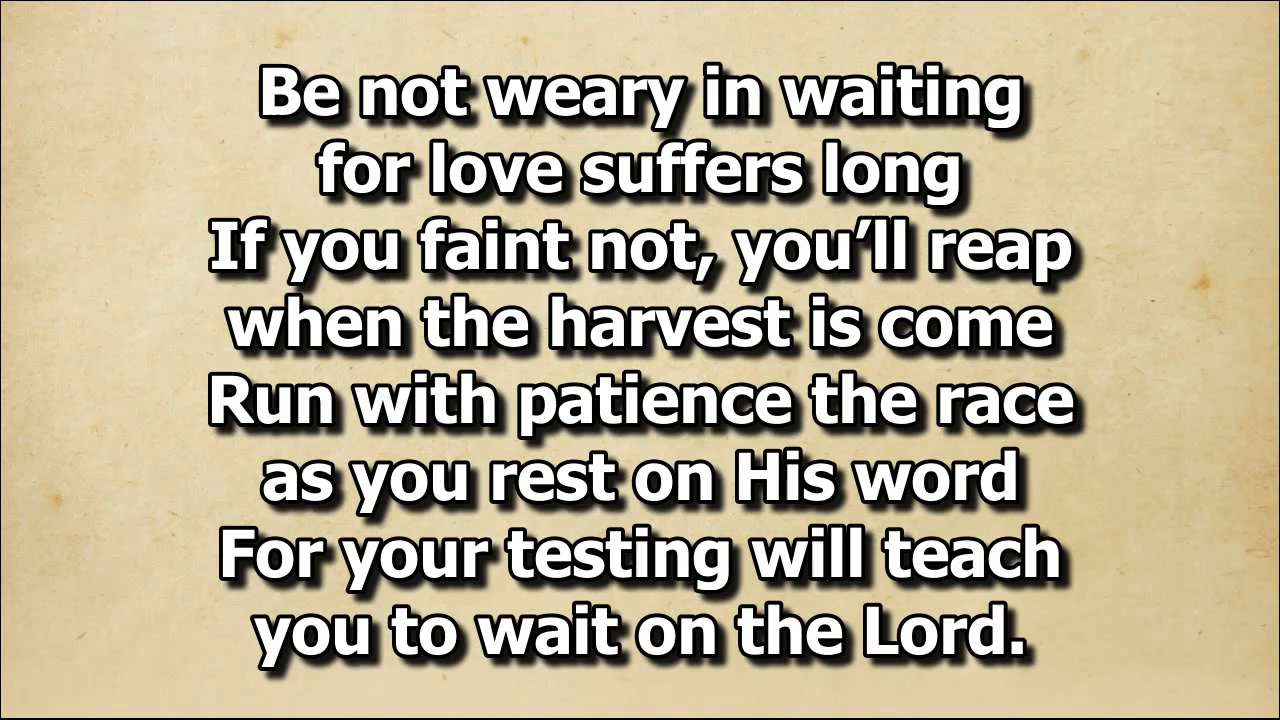 Be not weary in waiting
for love suffers long
If you faint not, you’ll reap
when the harvest is come
Run with patience the race
as you rest on His word
For your testing will teach
you to wait on the Lord.